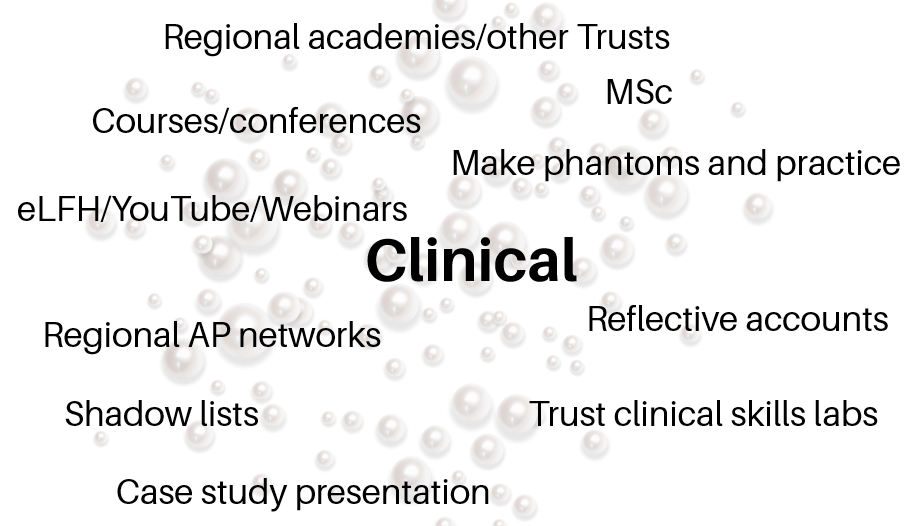 Regional academies/other Trusts
MSc
Courses/conferences
Make phantoms and practice
eLFH/YouTube/Webinars
Clinical
Reflective accounts
Regional AP networks
Shadow lists
Trust clinical skills labs
Case study presentation